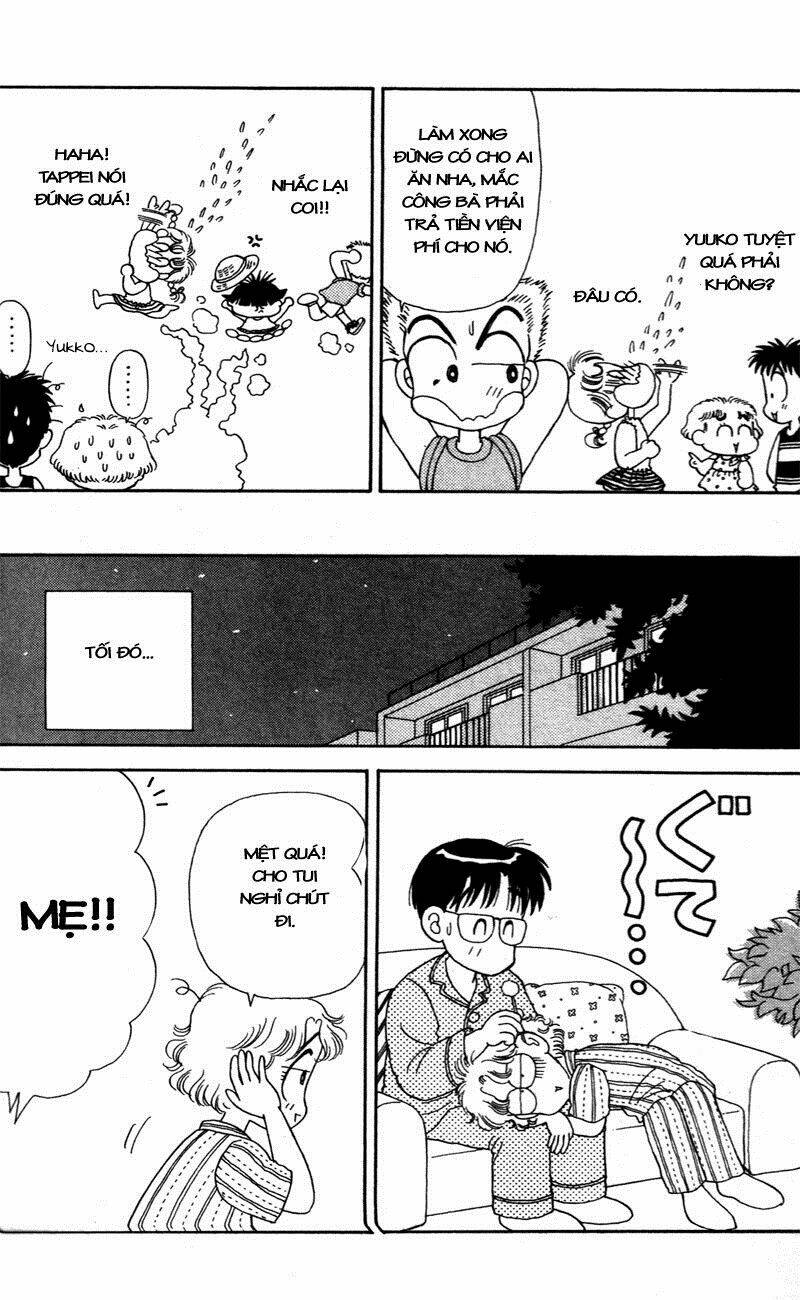 YUUKO TUYỆT
QUÁ PHẢI
KHÔNG?
ĐÂU CÓ.
LÀM XONG
ĐỪNG CÓ CHO AI
ĂN NHA, MẮC
CÔNG BÀ PHẢI
TRẢ TIỀN VIỆN
PHÍ CHO NÓ.
NHẮC LẠI
COI!!
HAHA!
TAPPEI NÓI
ĐÚNG QUÁ!
.....
Yukko...
.....
TỐI ĐÓ...
ぐて〜...
MỆT QUÁ!
CHO TUI
NGHỈ CHÚT
ĐI.
MẸ!!